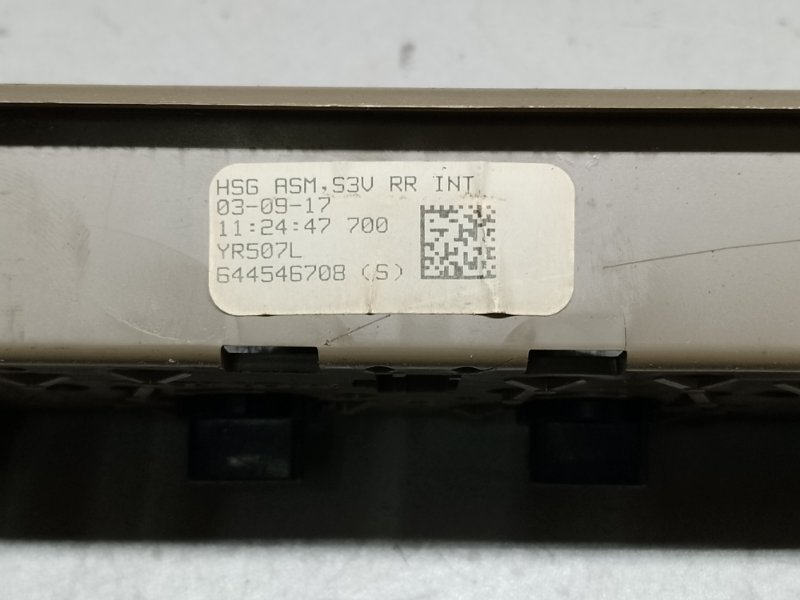 HSG ASM,S3V RR INT
03-09-17
11:24:47 700
YR507L
644546708 (S)